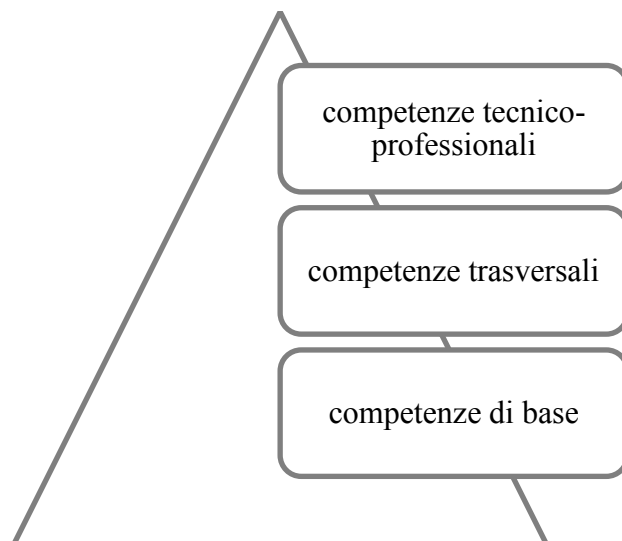 competenze tecnico-
professionali
competenze trasversali
competenze di base